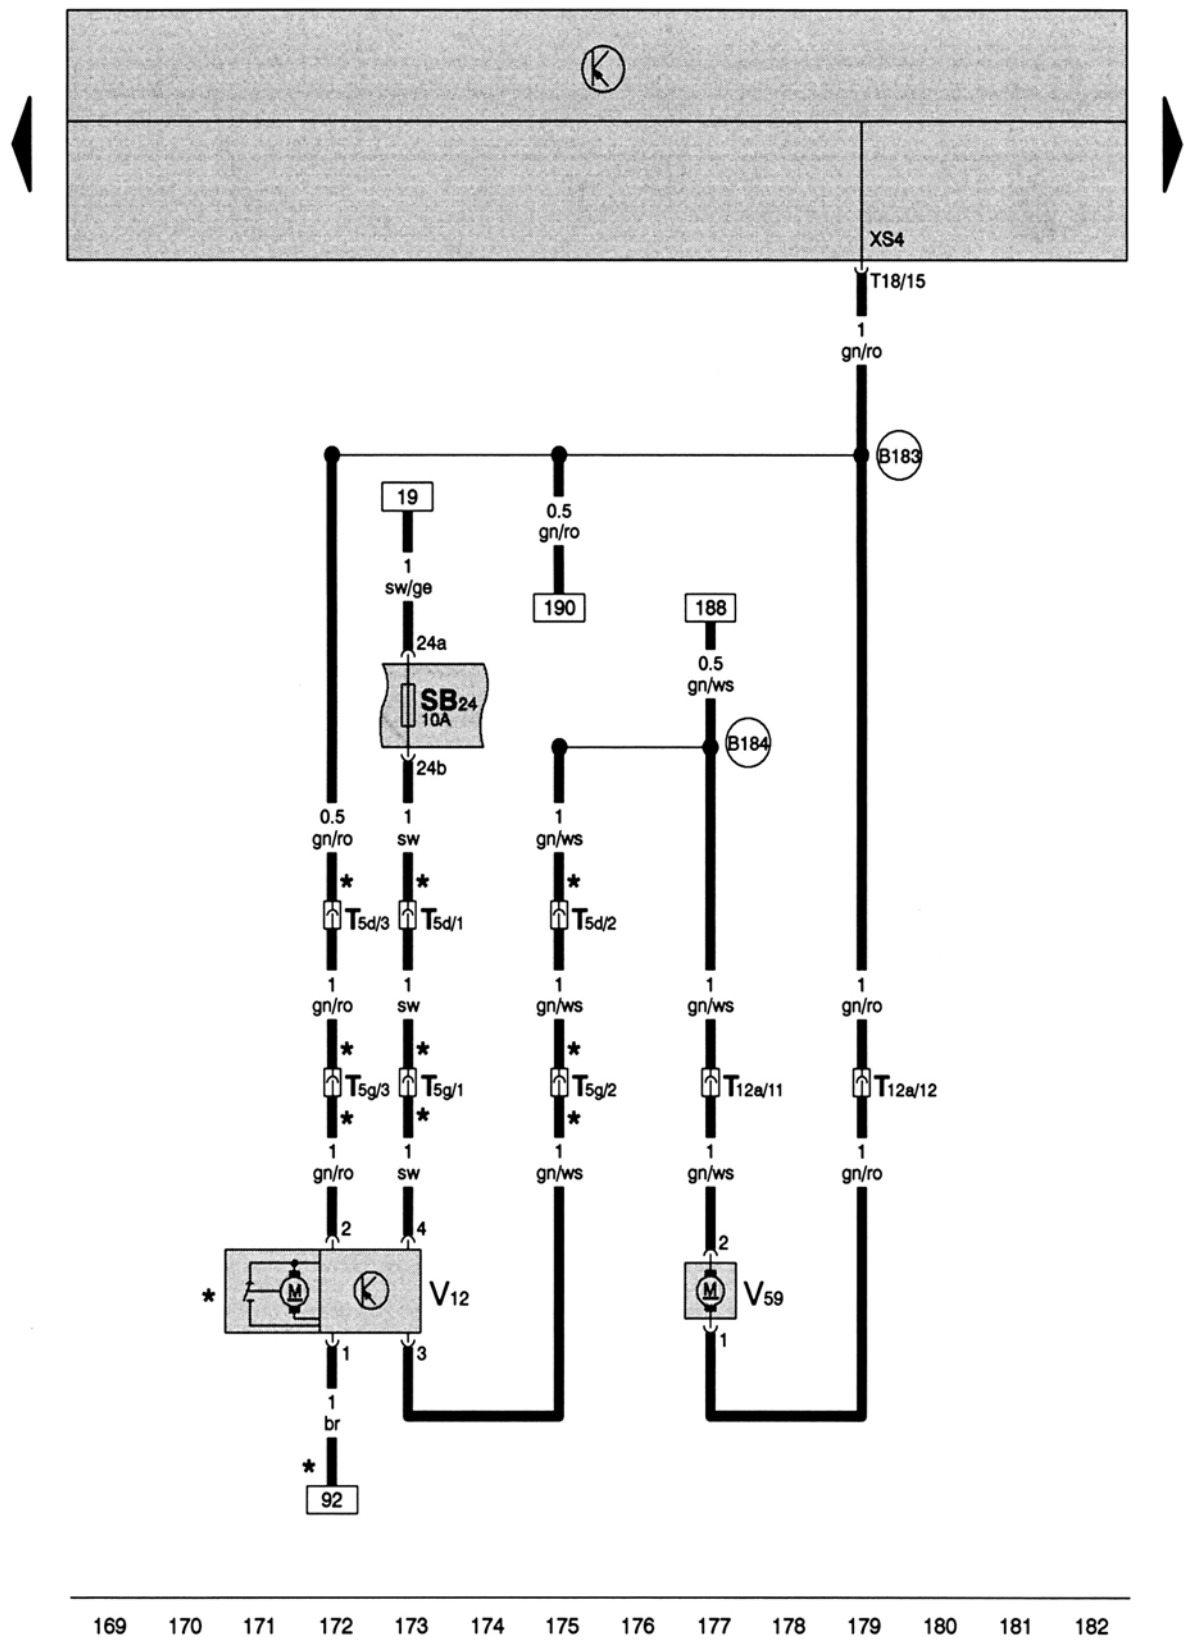 XS4
T18/15
1
gn/ro
B183
19
0.5
gn/ro
1
sw/ge
190
188
24a
0.5
gn/ws
SB24
10A
B184
24b
0.5
gn/ro
1
sw
1
gn/ws
* * *
T5d/3 T5d/1 T5d/2
1 1 1 1 1
gn/ro sw gn/ws gn/ws gn/ro
* * *
T5g/3 T5g/1 T5g/2 T12a/11 T12a/12
* * *
1 1 1 1 1
gn/ro sw gn/ws gn/ws gn/ro
2 4 2
* M V12 M V59
1 3 1
1
br
*
92
169 170 171 172 173 174 175 176 177 178 179 180 181 182